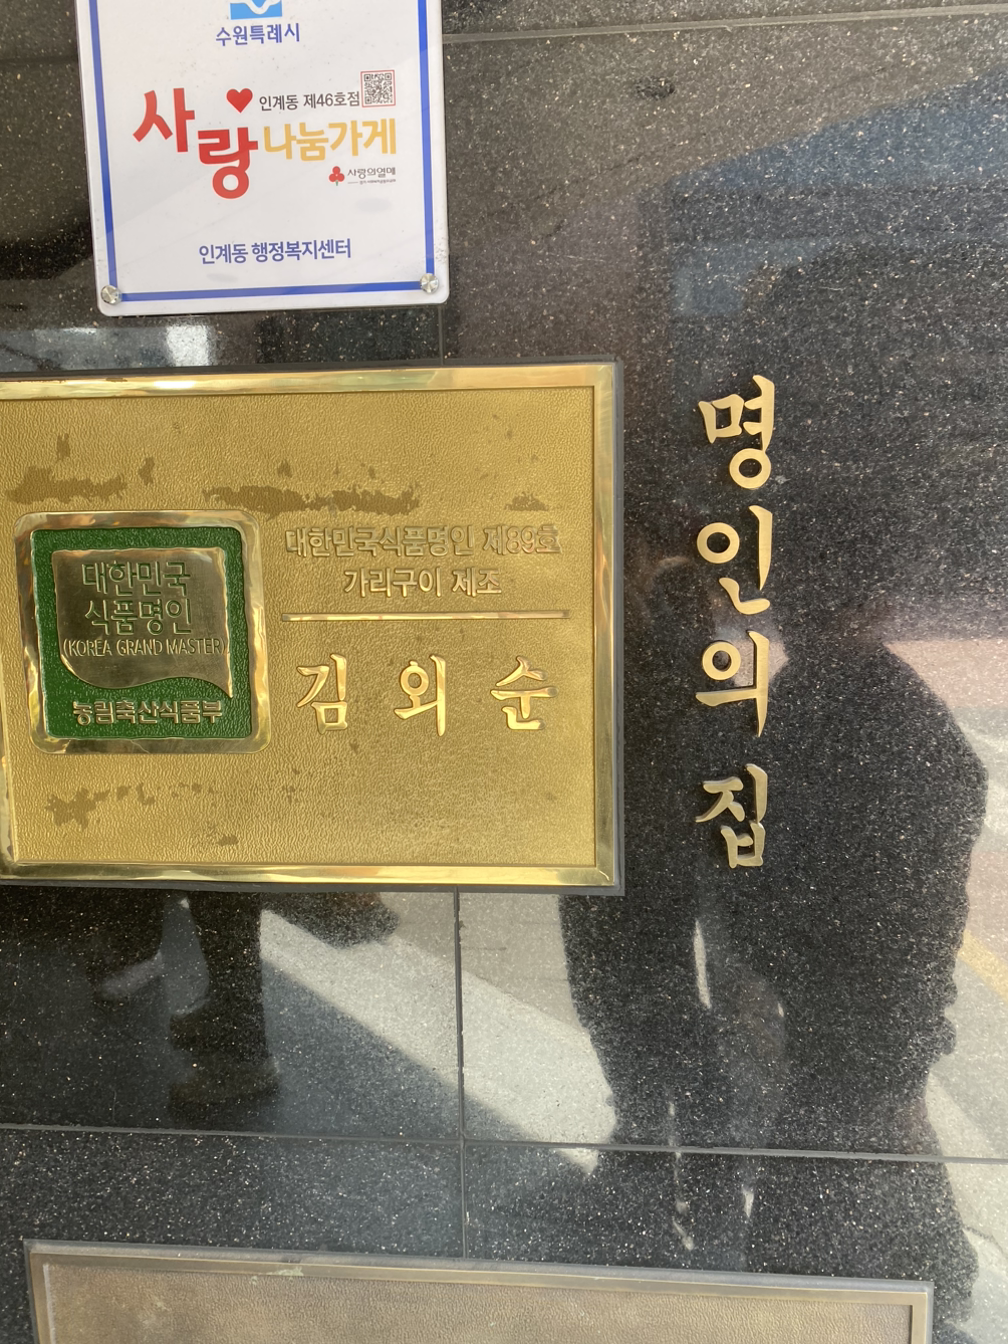 수원특례시
사랑나눔가게
인계동 제46호점
사랑의열매
인계동 행정복지센터
대한민국
식품명인
(KOREA GRAND MASTER)
농림축산식품부
대한민국식품명인 제89호
가리구이 제조
김외순
명인의 집